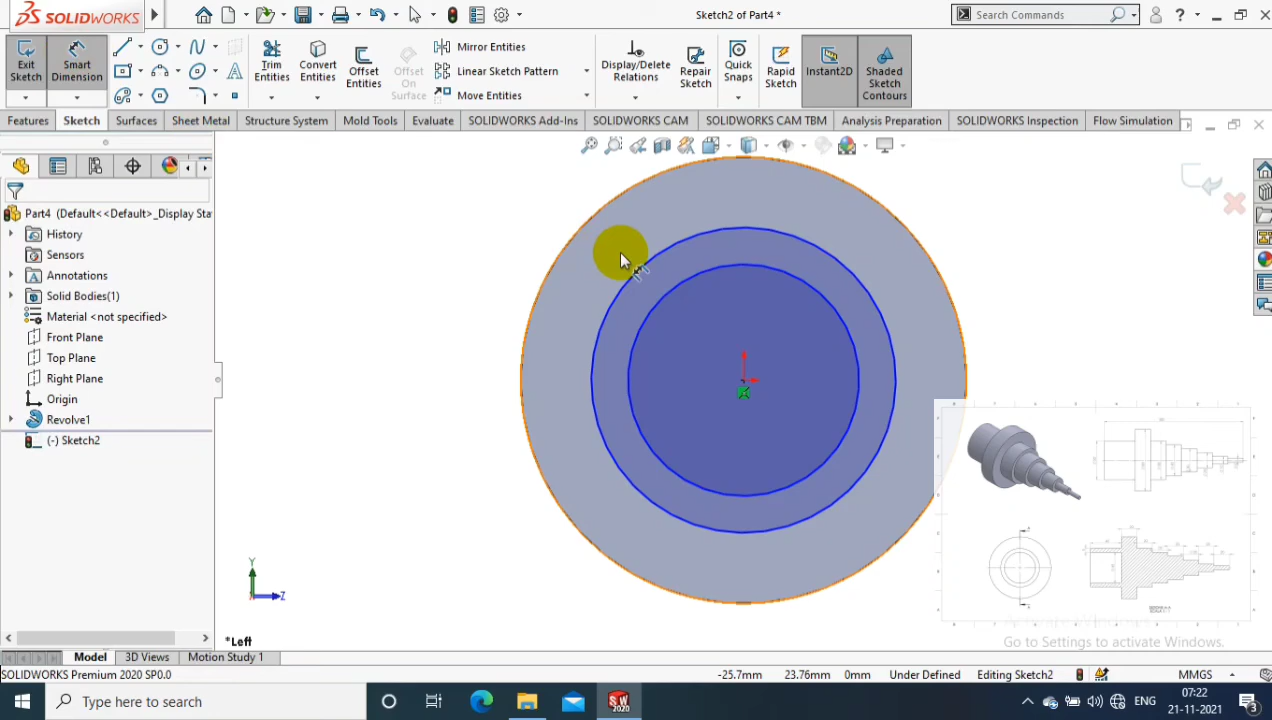 SOLIDWORKS
Sketch2 of Part4 *
Search Commands
Exit Sketch
Smart Dimension
Trim Entities
Convert Entities
Offset Entities
Offset On Surface
Mirror Entities
Linear Sketch Pattern
Move Entities
Display/Delete Relations
Repair Sketch
Quick Snaps
Rapid Sketch
Instant2D
Shaded Sketch Contours
Features
Sketch
Surfaces
Sheet Metal
Structure System
Mold Tools
Evaluate
SOLIDWORKS Add-Ins
SOLIDWORKS CAM
SOLIDWORKS CAM TBM
Analysis Preparation
SOLIDWORKS Inspection
Flow Simulation
Part4 (Default<<Default>_Display Sta
History
Sensors
Annotations
Solid Bodies(1)
Material <not specified>
Front Plane
Top Plane
Right Plane
Origin
Revolve1
(-) Sketch2
Y
Z
*Left
Go to Settings to activate Windows.
Model
3D Views
Motion Study 1
SOLIDWORKS Premium 2020 SP0.0
-25.7mm
23.76mm
0mm
Under Defined
Editing Sketch2
MMGS
Type here to search
ENG
07:22
21-11-2021